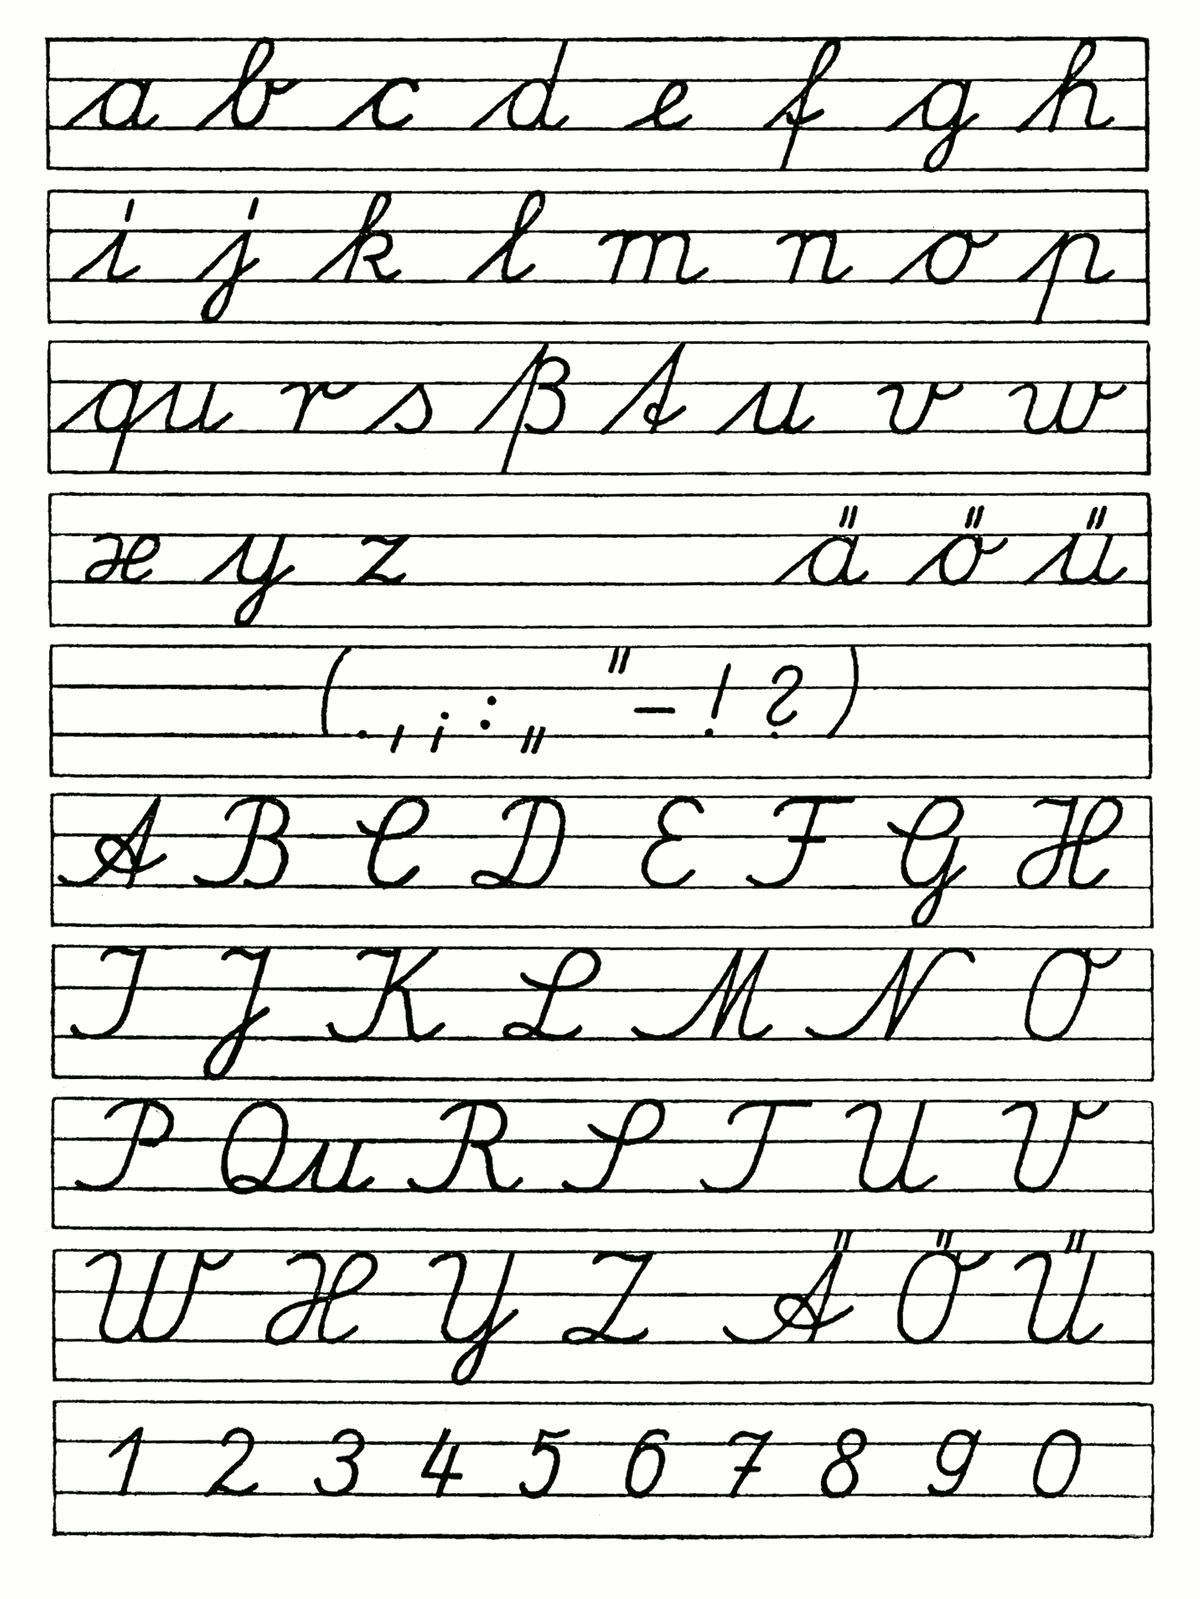 a b c d e f g h
i j k l m n o p
qu r s ß t u v w
x y z ä ö ü
( . , ; : „ " – ! ? )
A B C D E F G H
I J K L M N O
P Qu R S T U V
W X Y Z Ä Ö Ü
1 2 3 4 5 6 7 8 9 0